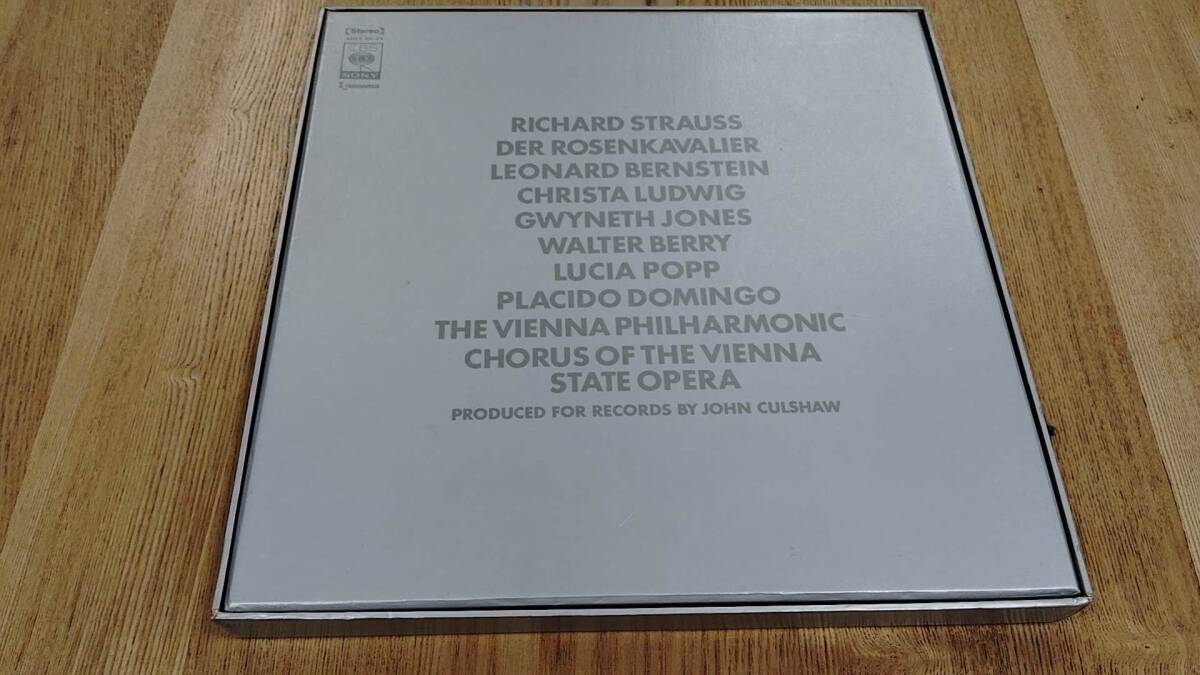 [Stereo]
CBS
SONY
RICHARD STRAUSS
DER ROSENKAVALIER
LEONARD BERNSTEIN
CHRISTA LUDWIG
GWYNETH JONES
WALTER BERRY
LUCIA POPP
PLACIDO DOMINGO
THE VIENNA PHILHARMONIC
CHORUS OF THE VIENNA
STATE OPERA
PRODUCED FOR RECORDS BY JOHN CULSHAW